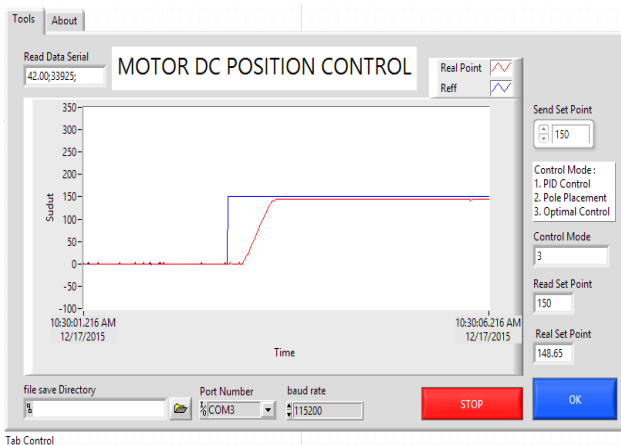 Tools About
Read Data Serial
42.00;33925;
MOTOR DC POSITION CONTROL
Real Point
Reff
350
300
250
200
150
100
50
0
-50
-100
Sudut
10:30:01.216 AM
12/17/2015
10:30:06.216 AM
12/17/2015
Time
Send Set Point
150
Control Mode :
1. PID Control
2. Pole Placement
3. Optimal Control
Control Mode
3
Read Set Point
150
Real Set Point
148.65
file save Directory
Port Number
COM3
baud rate
115200
STOP
OK
Tab Control